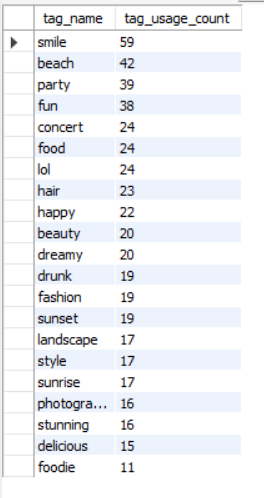 tag_name tag_usage_count
smile 59
beach 42
party 39
fun 38
concert 24
food 24
lol 24
hair 23
happy 22
beauty 20
dreamy 20
drunk 19
fashion 19
sunset 19
landscape 17
style 17
sunrise 17
photogra... 16
stunning 16
delicious 15
foodie 11